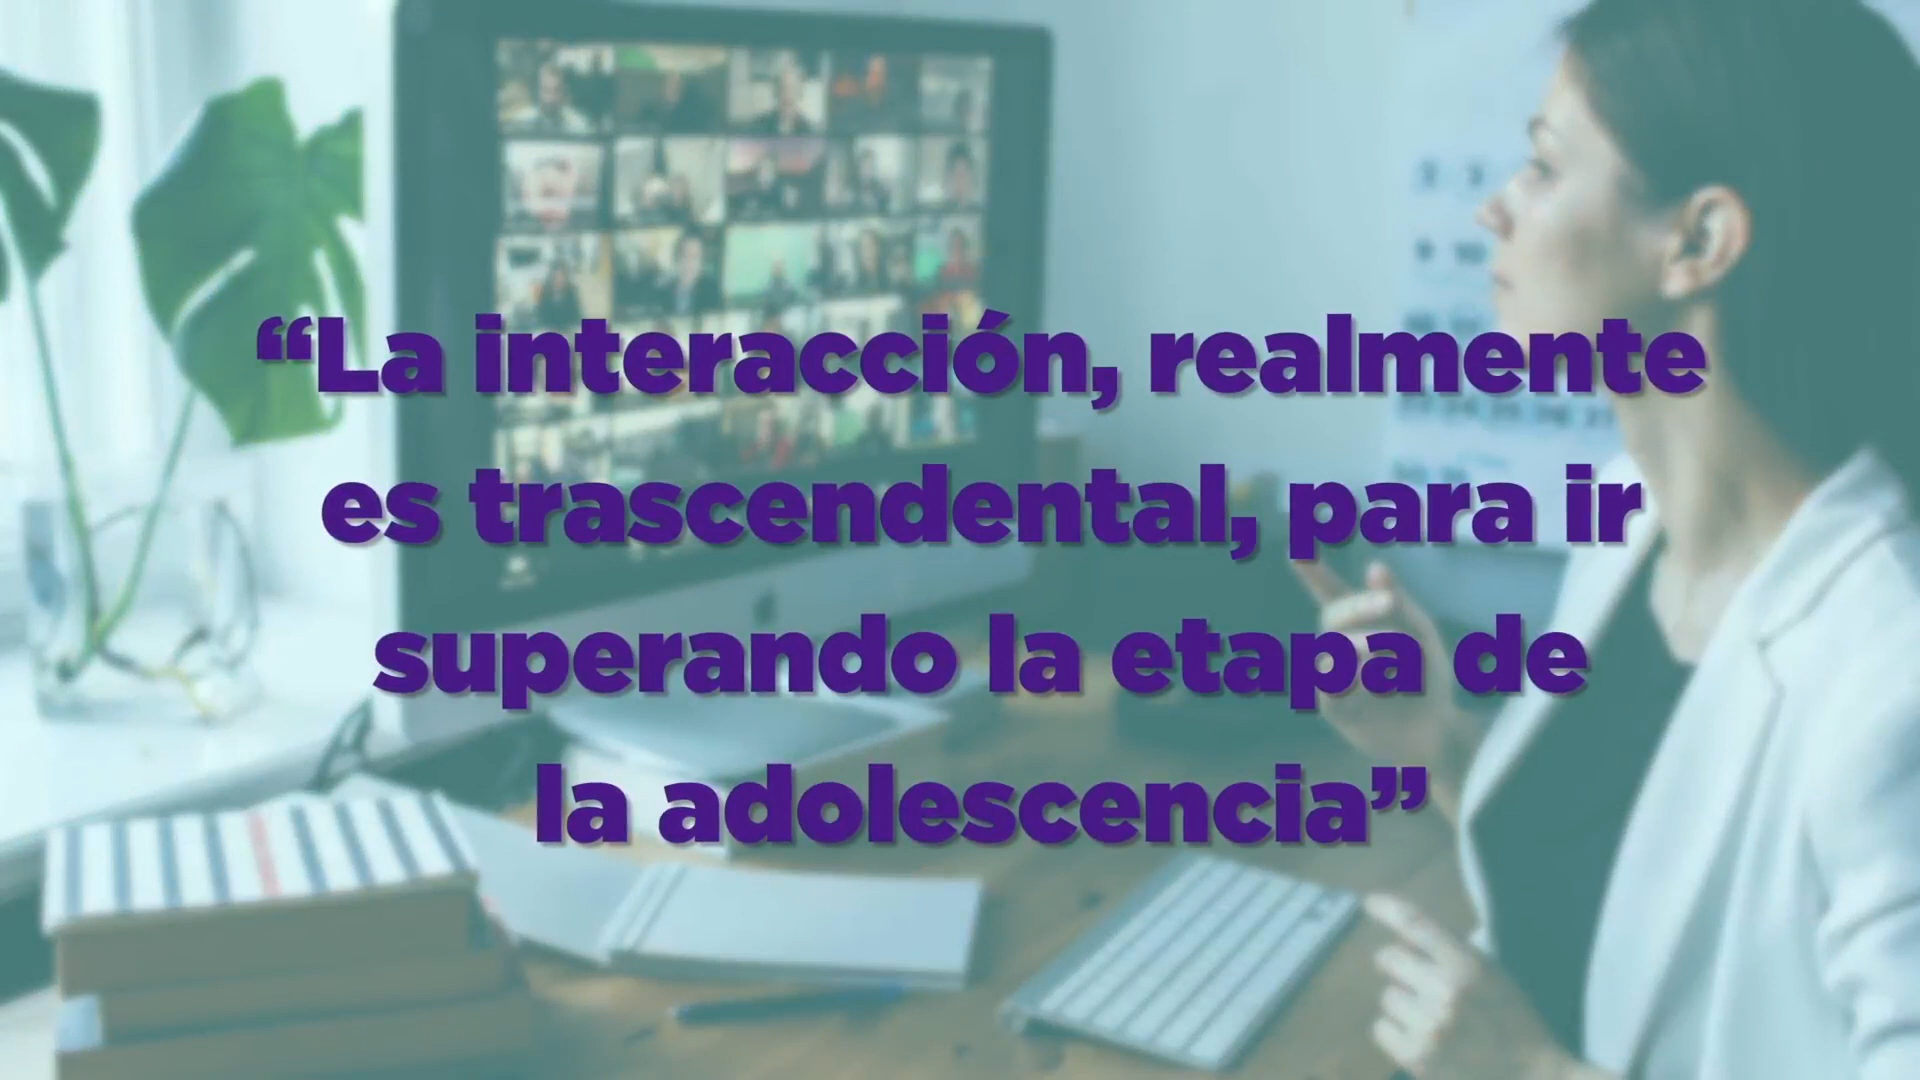 “La interacción, realmente
es trascendental, para ir
superando la etapa de
la adolescencia”